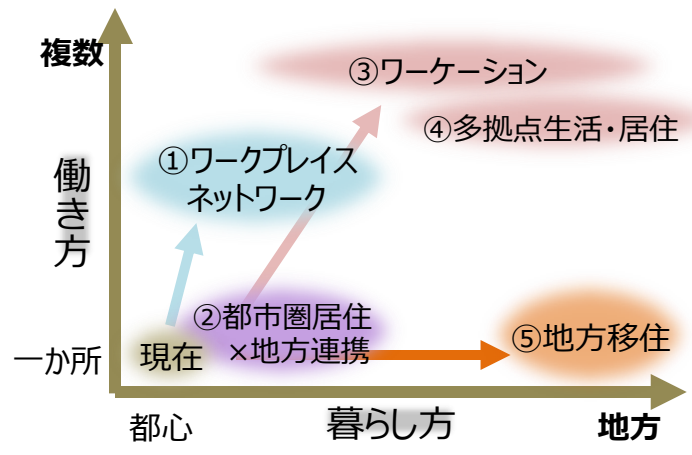 複数
③ワーケーション
④多拠点生活・居住
①ワークプレイス
ネットワーク
働き方
②都市圏居住
×地方連携
⑤地方移住
一か所
現在
都心
暮らし方
地方